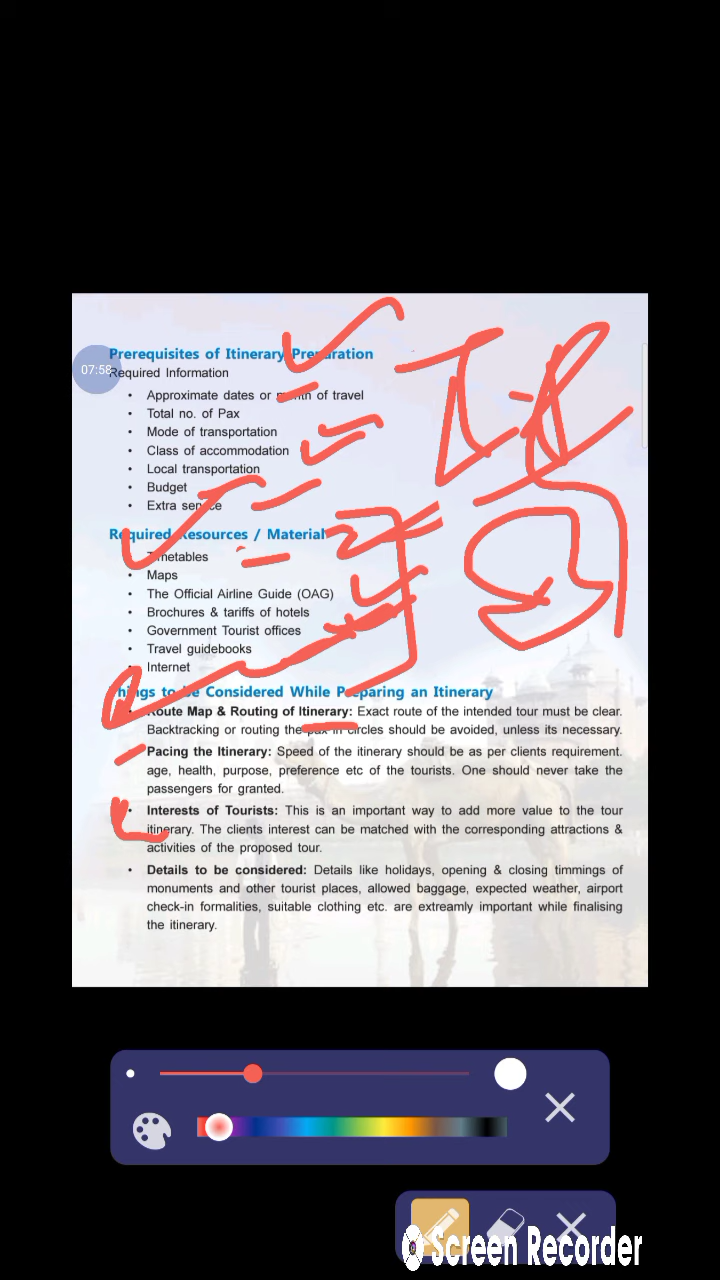 Prerequisites of Itinerary Preparation
07:58
Required Information
• Approximate dates or month of travel
• Total no. of Pax
• Mode of transportation
• Class of accommodation
• Local transportation
• Budget
• Extra service
Required Resources / Material
• Timetables
• Maps
• The Official Airline Guide (OAG)
• Brochures & tariffs of hotels
• Government Tourist offices
• Travel guidebooks
• Internet
Things to be Considered While Preparing an Itinerary
• Route Map & Routing of Itinerary: Exact route of the intended tour must be clear.
Backtracking or routing the pax in circles should be avoided, unless its necessary.
• Pacing the Itinerary: Speed of the itinerary should be as per clients requirement.
age, health, purpose, preference etc of the tourists. One should never take the
passengers for granted.
• Interests of Tourists: This is an important way to add more value to the tour
itinerary. The clients interest can be matched with the corresponding attractions &
activities of the proposed tour.
• Details to be considered: Details like holidays, opening & closing timmings of
monuments and other tourist places, allowed baggage, expected weather, airport
check-in formalities, suitable clothing etc. are extreamly important while finalising
the itinerary.
Screen Recorder